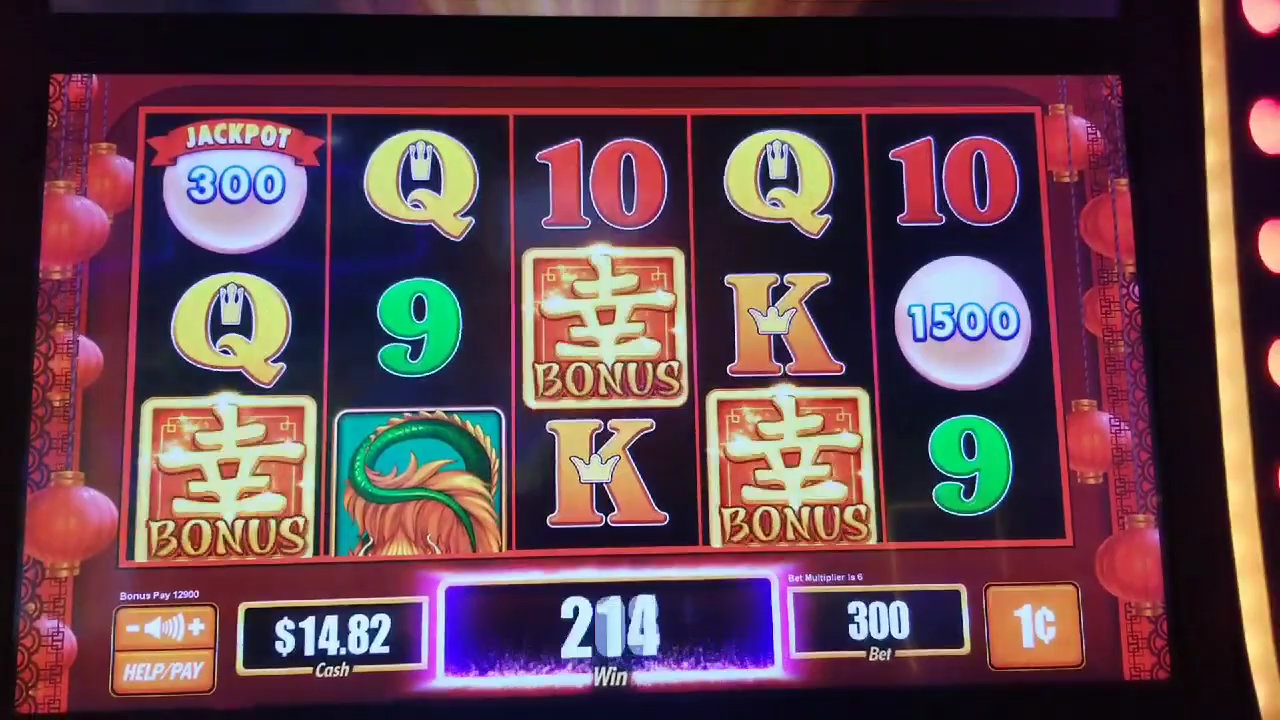 JACKPOT
300
Q
10
Q
10
Q
9
幸
BONUS
K
1500
幸
BONUS
K
幸
BONUS
9
Bonus Pay 12900
Bet Multiplier is 6
- +
HELP/PAY
$14.82
Cash
214
Win
300
Bet
1¢